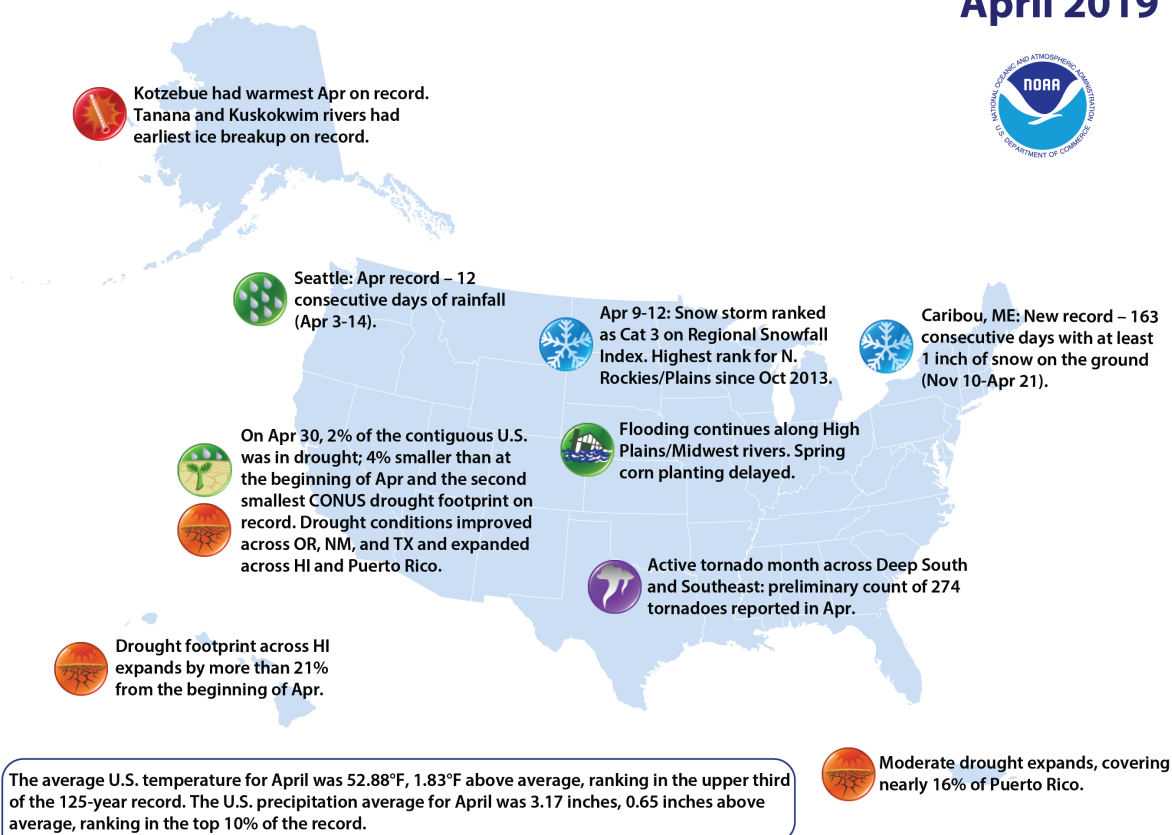 April 2019
NATIONAL OCEANIC AND ATMOSPHERIC ADMINISTRATION
NOAA
U.S. DEPARTMENT OF COMMERCE
Kotzebue had warmest Apr on record.
Tanana and Kuskokwim rivers had
earliest ice breakup on record.
Seattle: Apr record – 12
consecutive days of rainfall
(Apr 3-14).
Apr 9-12: Snow storm ranked
as Cat 3 on Regional Snowfall
Index. Highest rank for N.
Rockies/Plains since Oct 2013.
Caribou, ME: New record – 163
consecutive days with at least
1 inch of snow on the ground
(Nov 10-Apr 21).
On Apr 30, 2% of the contiguous U.S.
was in drought; 4% smaller than at
the beginning of Apr and the second
smallest CONUS drought footprint on
record. Drought conditions improved
across OR, NM, and TX and expanded
across HI and Puerto Rico.
Flooding continues along High
Plains/Midwest rivers. Spring
corn planting delayed.
Active tornado month across Deep South
and Southeast: preliminary count of 274
tornadoes reported in Apr.
Drought footprint across HI
expands by more than 21%
from the beginning of Apr.
Moderate drought expands, covering
nearly 16% of Puerto Rico.
The average U.S. temperature for April was 52.88°F, 1.83°F above average, ranking in the upper third
of the 125-year record. The U.S. precipitation average for April was 3.17 inches, 0.65 inches above
average, ranking in the top 10% of the record.